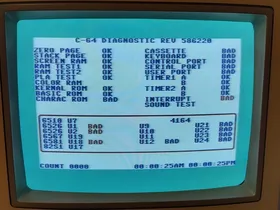 C-64 DIAGNOSTIC REV 586220
ZERO PAGE OK CASSETTE BAD
STACK PAGE OK KEYBOARD BAD
SCREEN RAM OK CONTROL PORT BAD
RAM TEST1 OK SERIAL PORT BAD
RAM TEST2 OK USER PORT BAD
PLA TEST OK TIMER1 A OK
COLOR RAM B OK
KERNAL ROM OK TIMER2 A OK
BASIC ROM OK B OK
CHARAC ROM BAD INTERRUPT BAD
SOUND TEST
6510 U7 4164
6526 U1 BAD U9 U21 BAD
6526 U2 BAD U10 U22 BAD
6567 U19 U11 U23 BAD
6581 U18 BAD U12 BAD U24 BAD
8251 U17
COUNT 0000 00:00:25AM 00:00:25PM